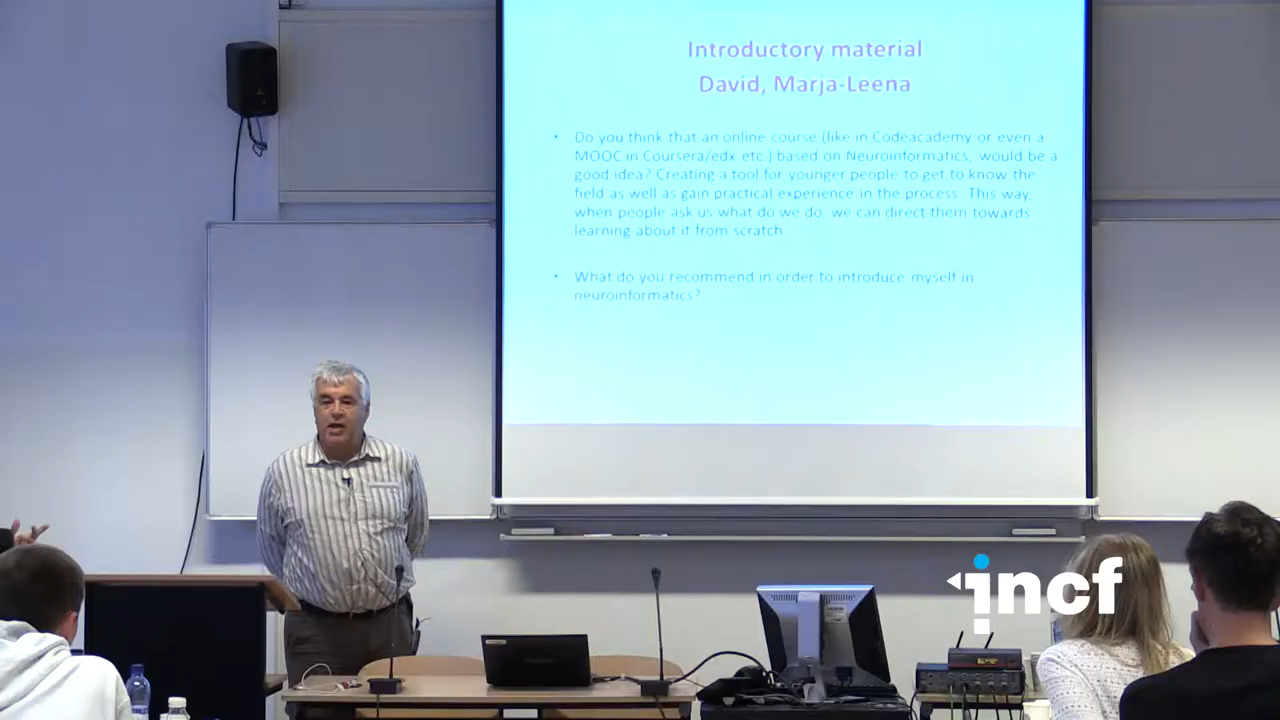 Introductory material
David, Marja-Leena
• Do you think that an online course (like in Codeacademy or even a
MOOC in Coursera/edx etc.) based on Neuroinformatics, would be a
good idea? Creating a tool for younger people to get to know the
field as well as gain practical experience in the process. This way,
when people ask us what do we do, we can direct them towards
learning about it from scratch.
• What do you recommend in order to introduce myself in
neuroinformatics?
incf